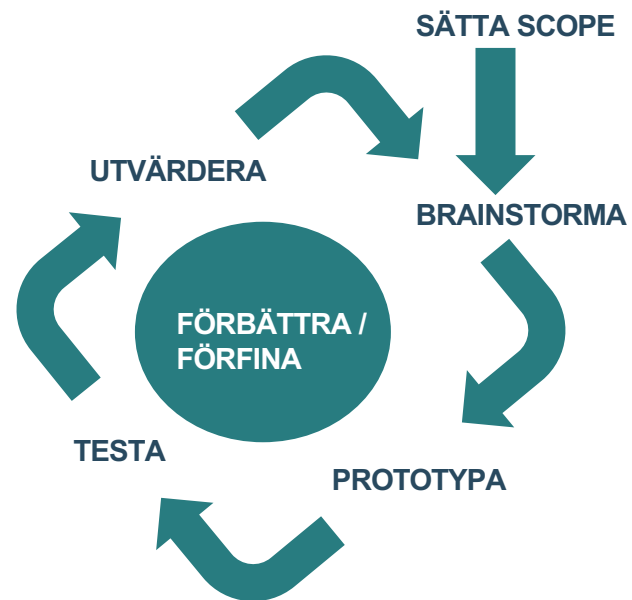 SÄTTA SCOPE
BRAINSTORMA
PROTOTYPA
TESTA
UTVÄRDERA
FÖRBÄTTRA /
FÖRFINA